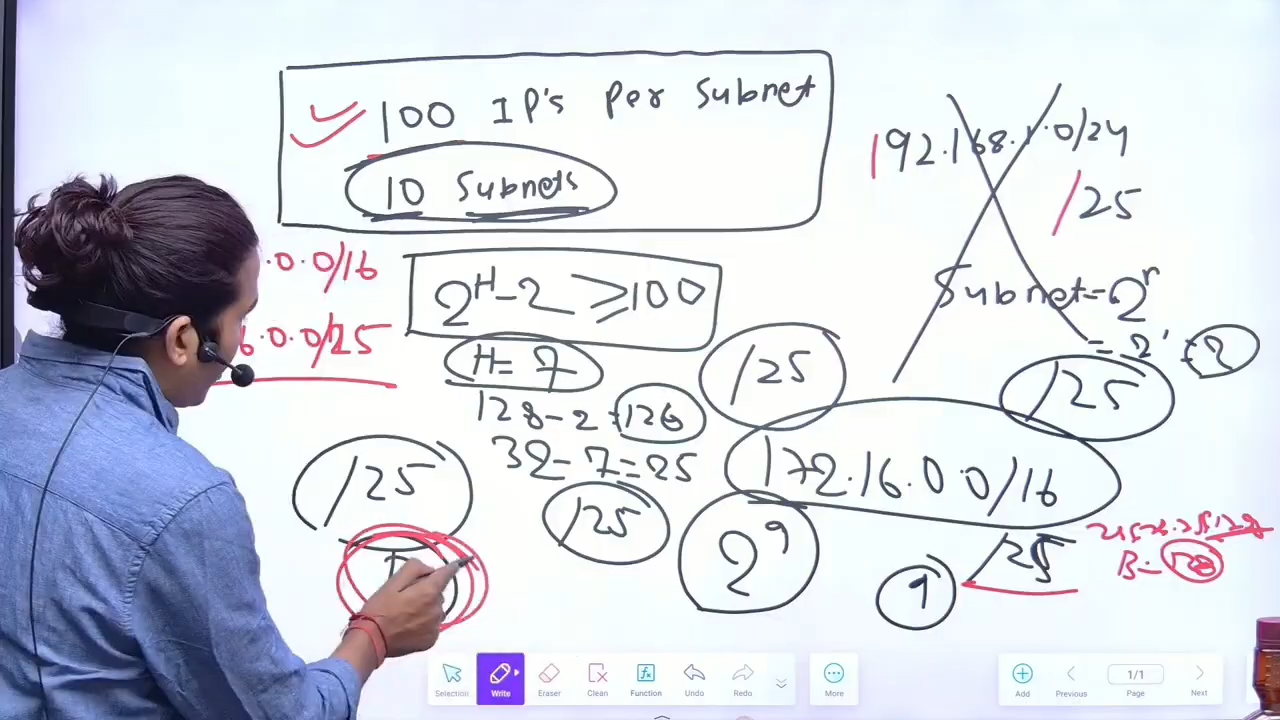 100 IP's Per Subnet
10 Subnets
192.168.1.0/24
/25
.0.0/16
6.0.0/25
2^H-2 ≥100
Subnet=2^r
=2^1=2
H=7
/25
/25
128-2=126
32-7=25
172.16.0.0/16
/25
/25
2^9
/25
9
Selection
Write
Eraser
Clean
Function
Undo
Redo
More
Add
Previous
1/1
Page
Next